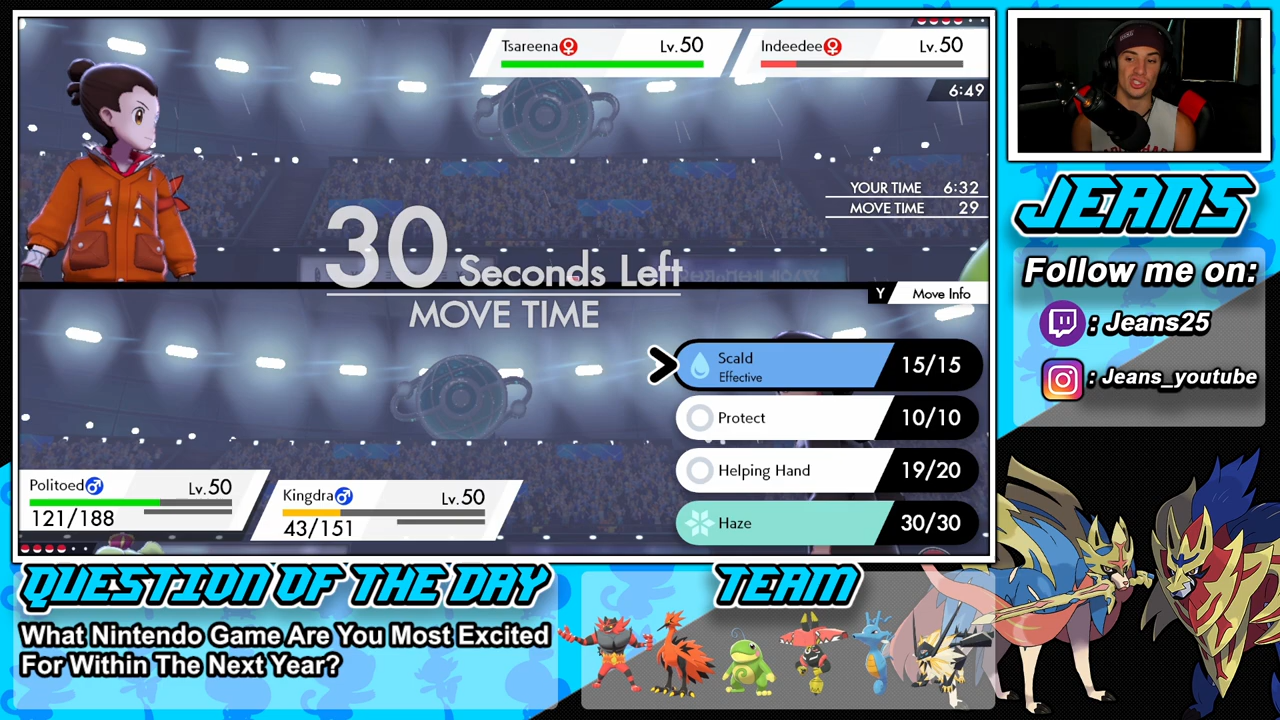 Tsareena♀ Lv.50
Indeedee♀ Lv.50
6:49
YOUR TIME 6:32
MOVE TIME 29
30 Seconds Left
MOVE TIME
Y Move Info
Scald 15/15
Effective
Protect 10/10
Helping Hand 19/20
Haze 30/30
Politoed♂ Lv.50
121/188
Kingdra♂ Lv.50
43/151
JEANS
Follow me on:
: Jeans25
: Jeans_youtube
QUESTION OF THE DAY
What Nintendo Game Are You Most Excited
For Within The Next Year?
TEAM